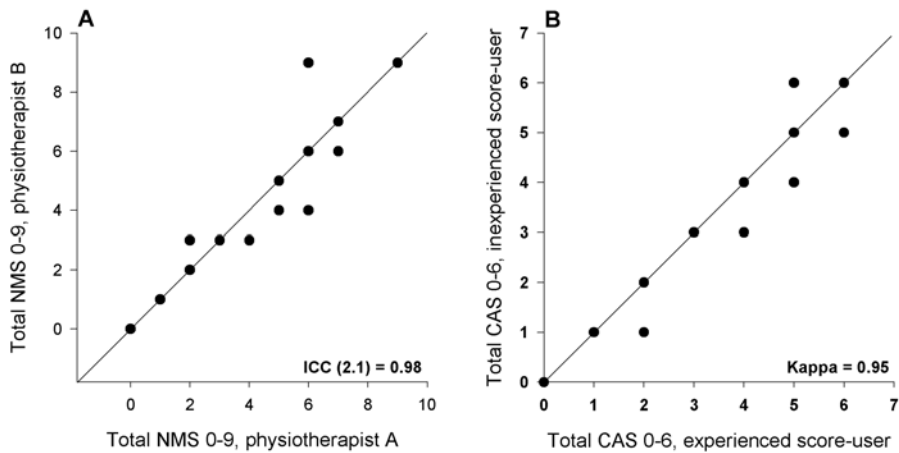 A
10
8
6
4
2
0
Total NMS 0-9, physiotherapist B
ICC (2.1) = 0.98
0 2 4 6 8 10
Total NMS 0-9, physiotherapist A
B
7
6
5
4
3
2
1
0
Total CAS 0-6, inexperienced score-user
Kappa = 0.95
0 1 2 3 4 5 6 7
Total CAS 0-6, experienced score-user